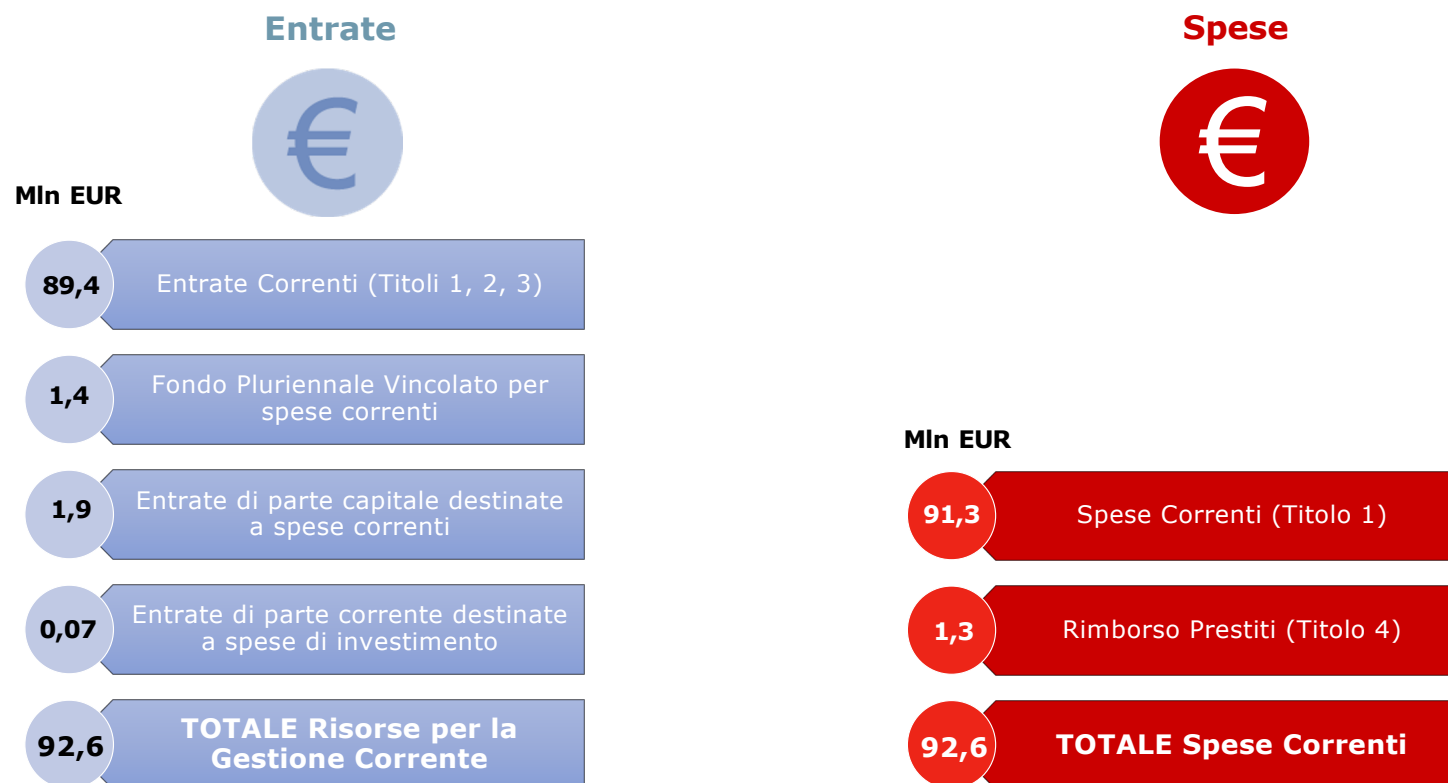 Entrate
€
Mln EUR
89,4
Entrate Correnti (Titoli 1, 2, 3)
1,4
Fondo Pluriennale Vincolato per
spese correnti
1,9
Entrate di parte capitale destinate
a spese correnti
0,07
Entrate di parte corrente destinate
a spese di investimento
92,6
TOTALE Risorse per la
Gestione Corrente
Spese
€
Mln EUR
91,3
Spese Correnti (Titolo 1)
1,3
Rimborso Prestiti (Titolo 4)
92,6
TOTALE Spese Correnti